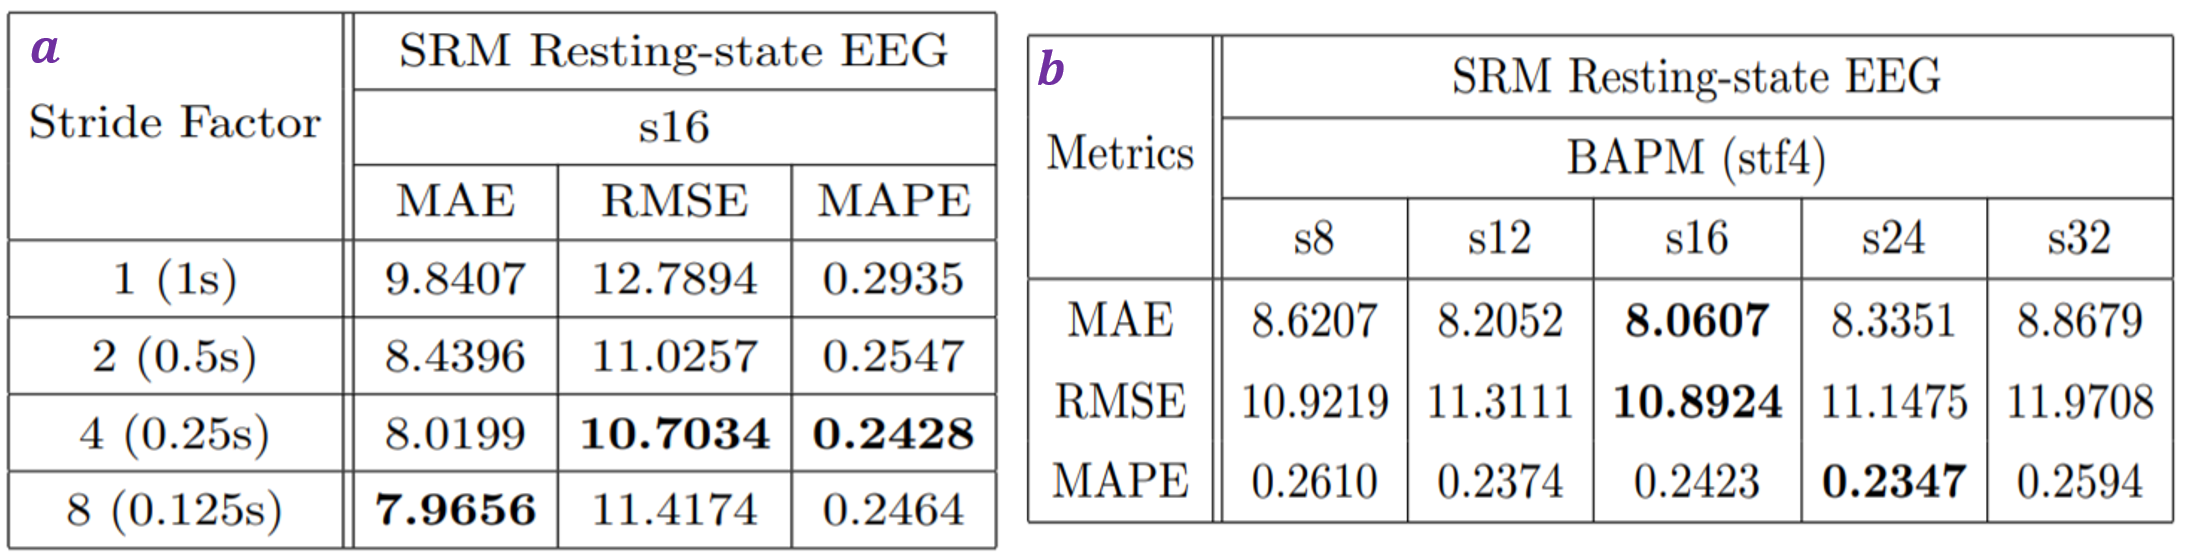 a
SRM Resting-state EEG
Stride Factor
s16
MAE RMSE MAPE
1 (1s) 9.8407 12.7894 0.2935
2 (0.5s) 8.4396 11.0257 0.2547
4 (0.25s) 8.0199 10.7034 0.2428
8 (0.125s) 7.9656 11.4174 0.2464
b
SRM Resting-state EEG
Metrics
BAPM (stf4)
s8 s12 s16 s24 s32
MAE 8.6207 8.2052 8.0607 8.3351 8.8679
RMSE 10.9219 11.3111 10.8924 11.1475 11.9708
MAPE 0.2610 0.2374 0.2423 0.2347 0.2594